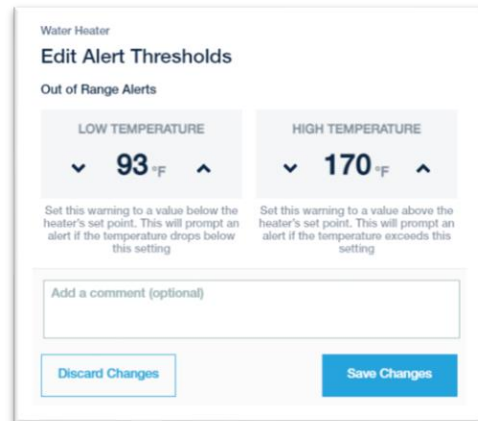 Water Heater
Edit Alert Thresholds
Out of Range Alerts
LOW TEMPERATURE
93 °F
Set this warning to a value below the
heater's set point. This will prompt an
alert if the temperature drops below
this setting
HIGH TEMPERATURE
170 °F
Set this warning to a value above the
heater's set point. This will prompt an
alert if the temperature exceeds this
setting
Add a comment (optional)
Discard Changes
Save Changes